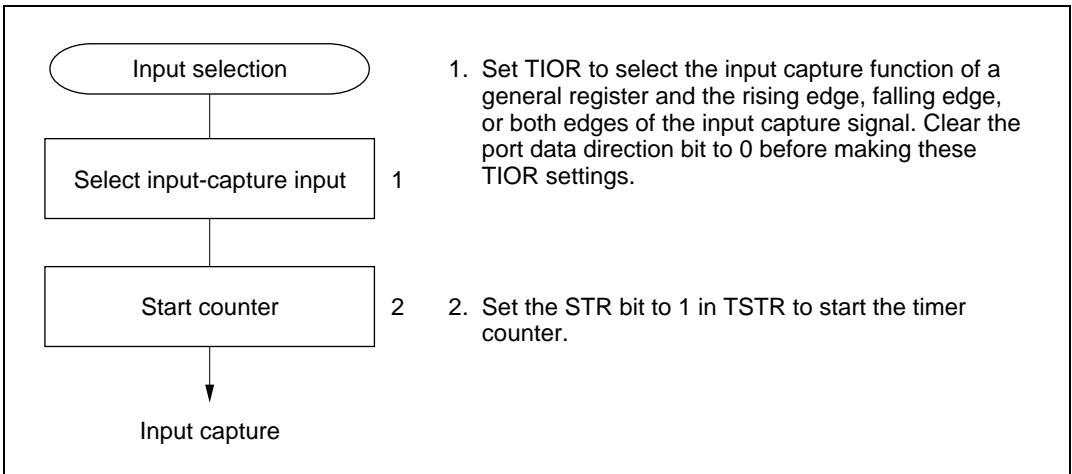 Input selection
Select input-capture input 1
Start counter 2
Input capture
1. Set TIOR to select the input capture function of a
general register and the rising edge, falling edge,
or both edges of the input capture signal. Clear the
port data direction bit to 0 before making these
TIOR settings.
2. Set the STR bit to 1 in TSTR to start the timer
counter.